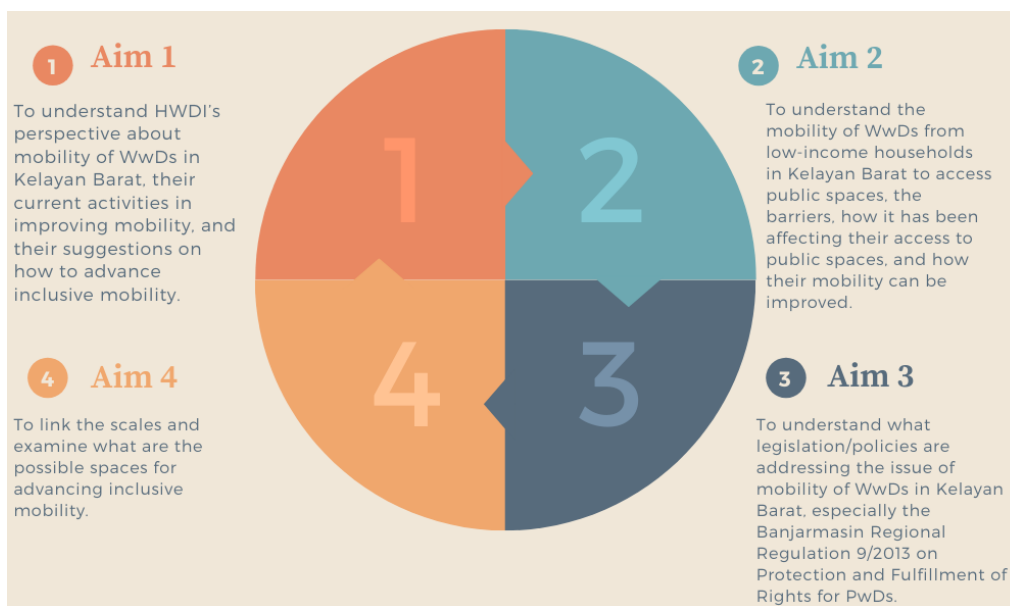 1
Aim 1
To understand HWDI's
perspective about
mobility of WwDs in
Kelayan Barat, their
current activities in
improving mobility, and
their suggestions on
how to advance
inclusive mobility.
2
Aim 2
To understand the
mobility of WwDs from
low-income households
in Kelayan Barat to access
public spaces, the
barriers, how it has been
affecting their access to
public spaces, and how
their mobility can be
improved.
1
2
4
3
4
Aim 4
To link the scales and
examine what are the
possible spaces for
advancing inclusive
mobility.
3
Aim 3
To understand what
legislation/policies are
addressing the issue of
mobility of WwDs in Kelayan
Barat, especially the
Banjarmasin Regional
Regulation 9/2013 on
Protection and Fulfillment of
Rights for PwDs.